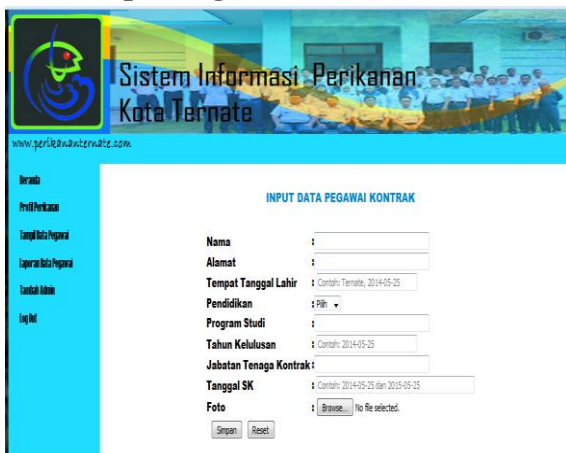 Sistem Informasi Perikanan
Kota Ternate
www.perikananternate.com
Beranda
Profil Perikanan
Tampil Data Pegawai
Laporan Data Pegawai
Tambah Admin
Log Out
INPUT DATA PEGAWAI KONTRAK
Nama :
Alamat :
Tempat Tanggal Lahir : Contoh: Ternate, 2014-05-25
Pendidikan : Pilih
Program Studi :
Tahun Kelulusan : Contoh: 2014-05-25
Jabatan Tenaga Kontrak :
Tanggal SK : Contoh: 2014-05-25 dan 2015-05-25
Foto : Browse... No file selected.
Simpan Reset